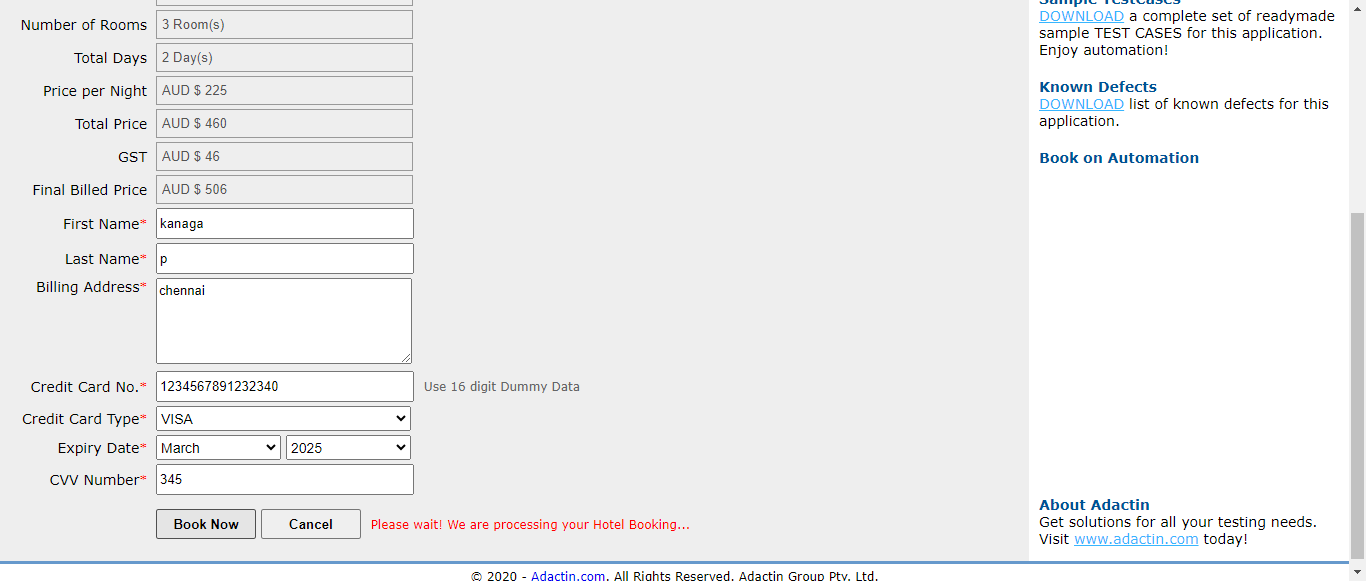 Number of Rooms 3 Room(s)
Total Days 2 Day(s)
Price per Night AUD $ 225
Total Price AUD $ 460
GST AUD $ 46
Final Billed Price AUD $ 506
First Name* kanaga
Last Name* p
Billing Address* chennai
Credit Card No.* 1234567891232340 Use 16 digit Dummy Data
Credit Card Type* VISA
Expiry Date* March 2025
CVV Number* 345
Book Now Cancel Please wait! We are processing your Hotel Booking...
Sample TestCases
DOWNLOAD a complete set of readymade
sample TEST CASES for this application.
Enjoy automation!
Known Defects
DOWNLOAD list of known defects for this
application.
Book on Automation
About Adactin
Get solutions for all your testing needs.
Visit www.adactin.com today!
© 2020 - Adactin.com. All Rights Reserved. Adactin Group Pty. Ltd.